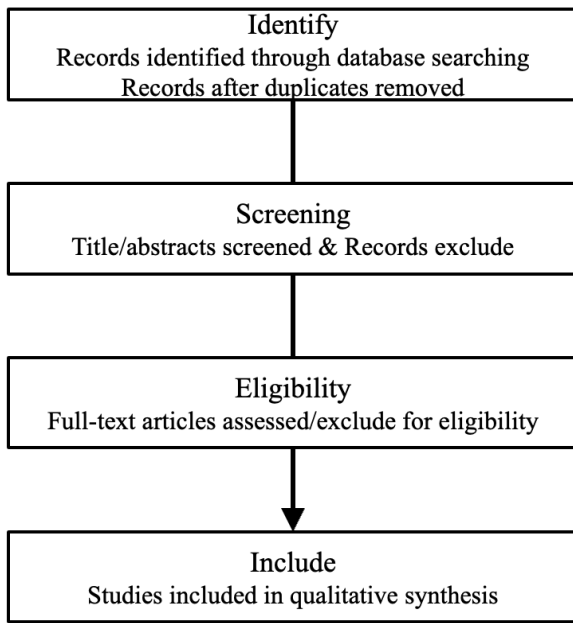 Identify
Records identified through database searching
Records after duplicates removed
Screening
Title/abstracts screened & Records exclude
Eligibility
Full-text articles assessed/exclude for eligibility
Include
Studies included in qualitative synthesis